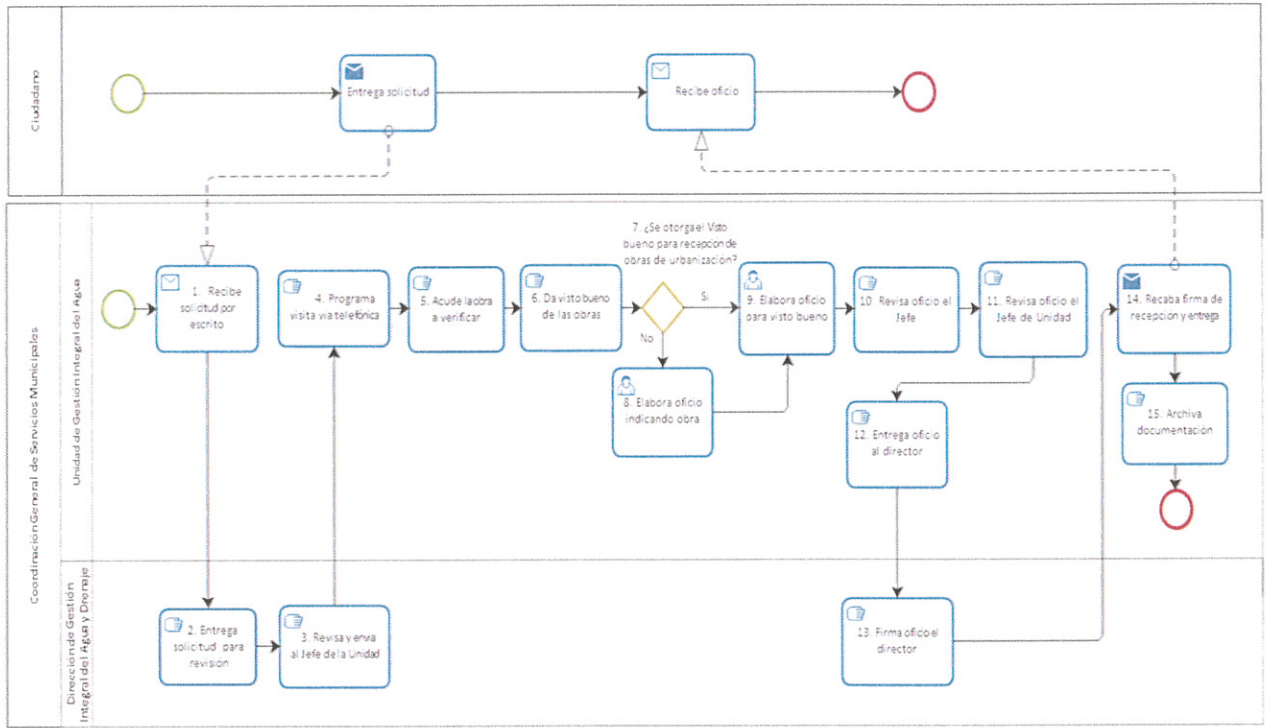 Ciudadano
Entrega solicitud
Recibe oficio
Coordinación General de Servicios Municipales
Unidad de Gestión Integral del Agua
1. Recibe
solicitud por
escrito
4. Programa
visita vía telefónica
5. Acude la obra
a verificar
6. Da visto bueno
de las obras
7. ¿Se otorga el Visto
bueno para recepción de
obras de urbanización?
Si
No
8. Elabora oficio
indicando obra
9. Elabora oficio
para visto bueno
10. Revisa oficio el
Jefe
11. Revisa oficio el
Jefe de Unidad
12. Entrega oficio
al director
14. Recaba firma de
recepción y entrega
15. Archiva
documentación
Dirección de Gestión
Integral del Agua y Drenaje
2. Entrega
solicitud para
revisión
3. Revisa y envia
al Jefe de la Unidad
13. Firma oficio el
director